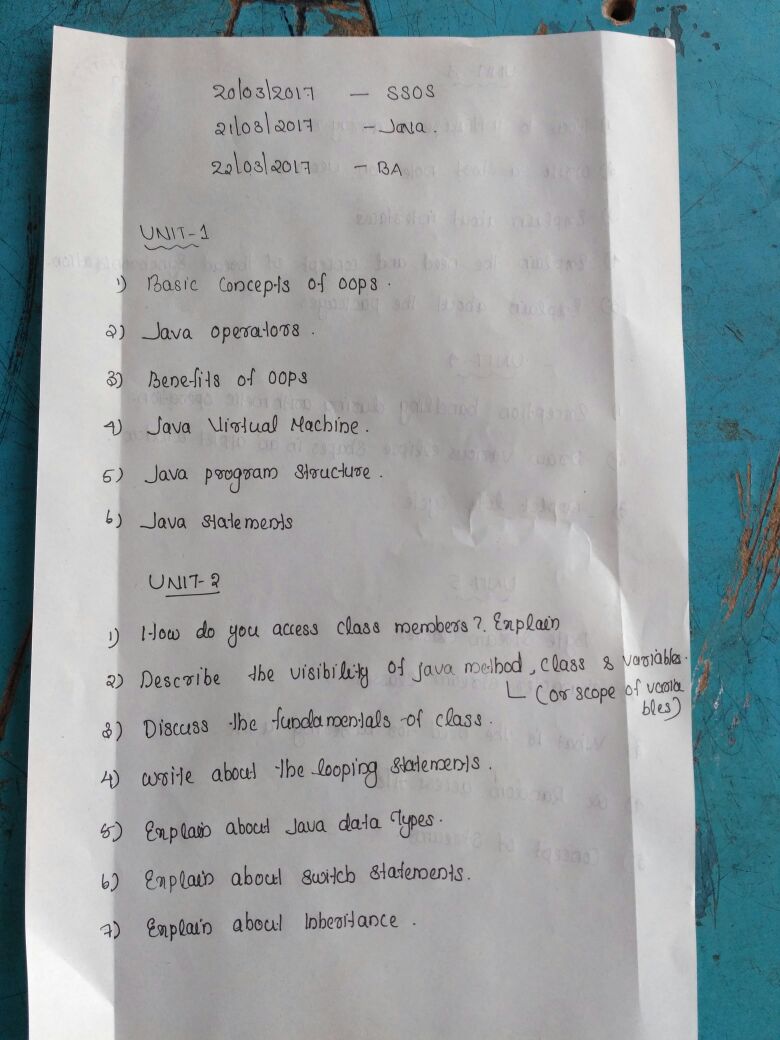 20/03/2017 — SSOS
21/03/2017 — Java.
22/03/2017 — BA
UNIT-1
1) Basic Concepts of OOPS.
2) Java operators.
3) Benefits of OOPS
4) Java Virtual Machine.
5) Java program structure.
6) Java statements
UNIT-2
1) How do you access class members?. Explain
2) Describe the visibility of java method, class & variables.
(or scope of varia
bles)
3) Discuss the fundamentals of class.
4) write about the looping statements.
5) Explain about Java data Types.
6) Explain about switch statements.
7) Explain about Inheritance.